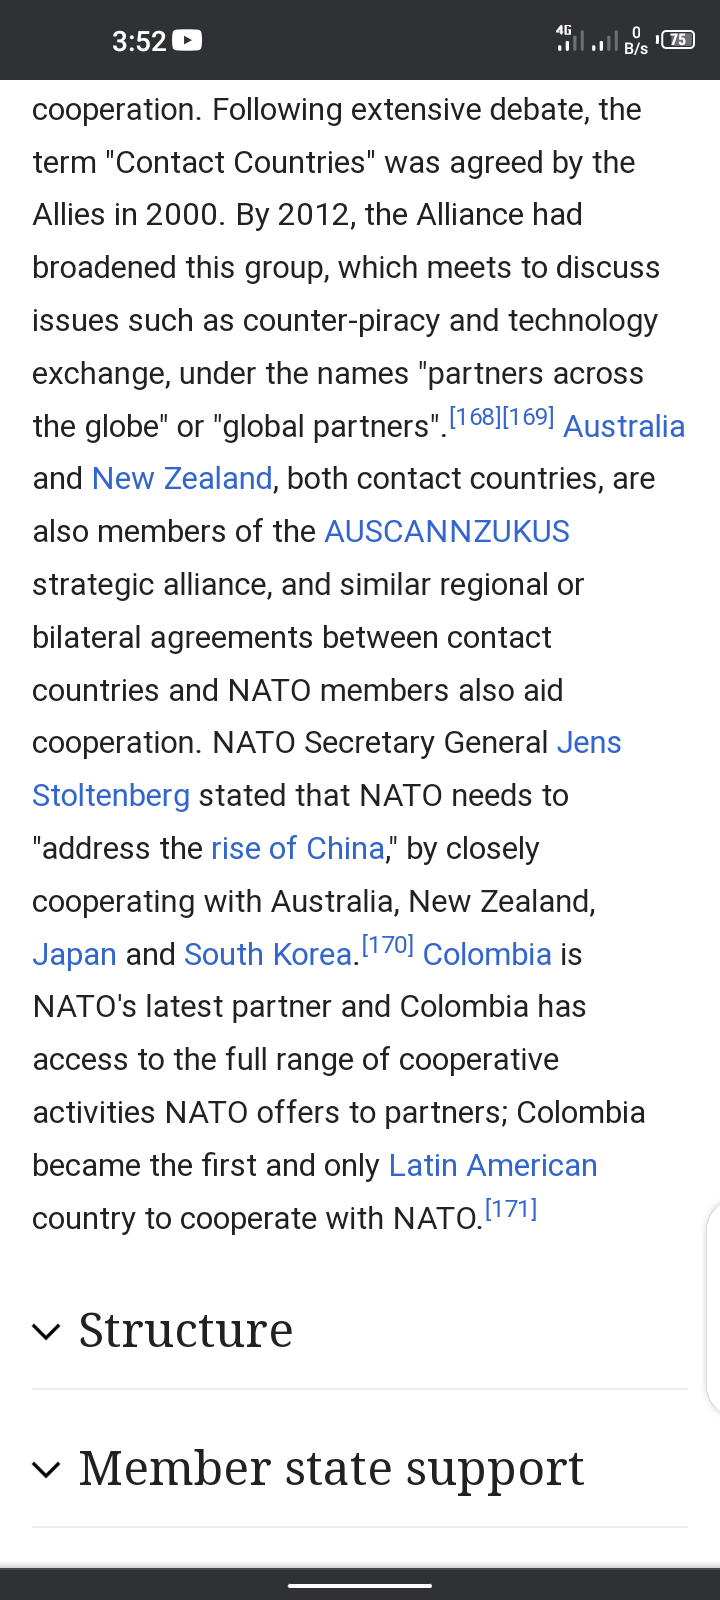 3:52
4G
0
B/s
75
cooperation. Following extensive debate, the
term "Contact Countries" was agreed by the
Allies in 2000. By 2012, the Alliance had
broadened this group, which meets to discuss
issues such as counter-piracy and technology
exchange, under the names "partners across
the globe" or "global partners".[168][169] Australia
and New Zealand, both contact countries, are
also members of the AUSCANNZUKUS
strategic alliance, and similar regional or
bilateral agreements between contact
countries and NATO members also aid
cooperation. NATO Secretary General Jens
Stoltenberg stated that NATO needs to
"address the rise of China," by closely
cooperating with Australia, New Zealand,
Japan and South Korea.[170] Colombia is
NATO's latest partner and Colombia has
access to the full range of cooperative
activities NATO offers to partners; Colombia
became the first and only Latin American
country to cooperate with NATO.[171]
Structure
Member state support